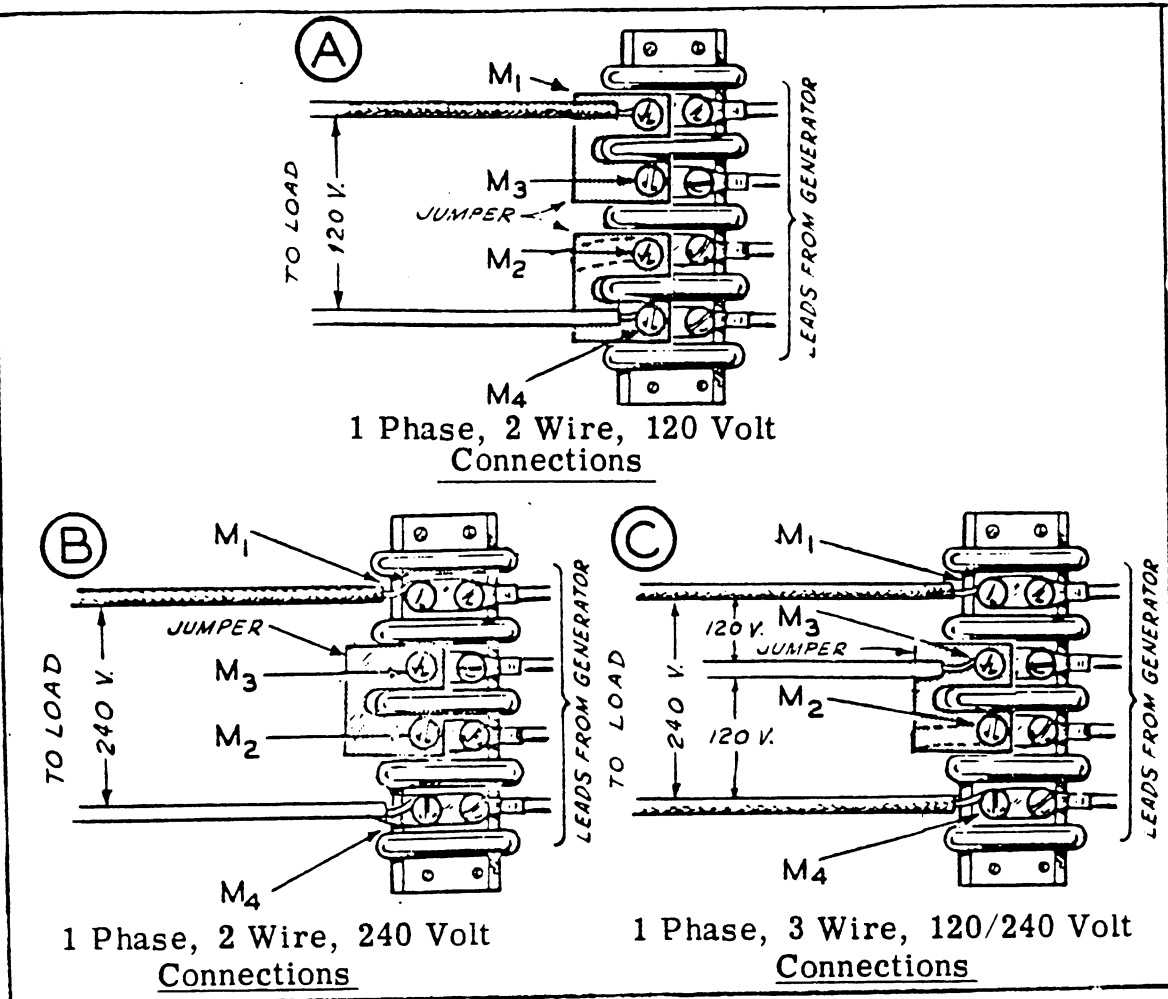 A
M1
M3
JUMPER
M2
M4
TO LOAD
120 V.
LEADS FROM GENERATOR
1 Phase, 2 Wire, 120 Volt
Connections
B
M1
JUMPER
M3
M2
M4
TO LOAD
240 V.
LEADS FROM GENERATOR
1 Phase, 2 Wire, 240 Volt
Connections
C
M1
M3
120 V.
JUMPER
M2
120 V.
M4
TO LOAD
240 V.
LEADS FROM GENERATOR
1 Phase, 3 Wire, 120/240 Volt
Connections